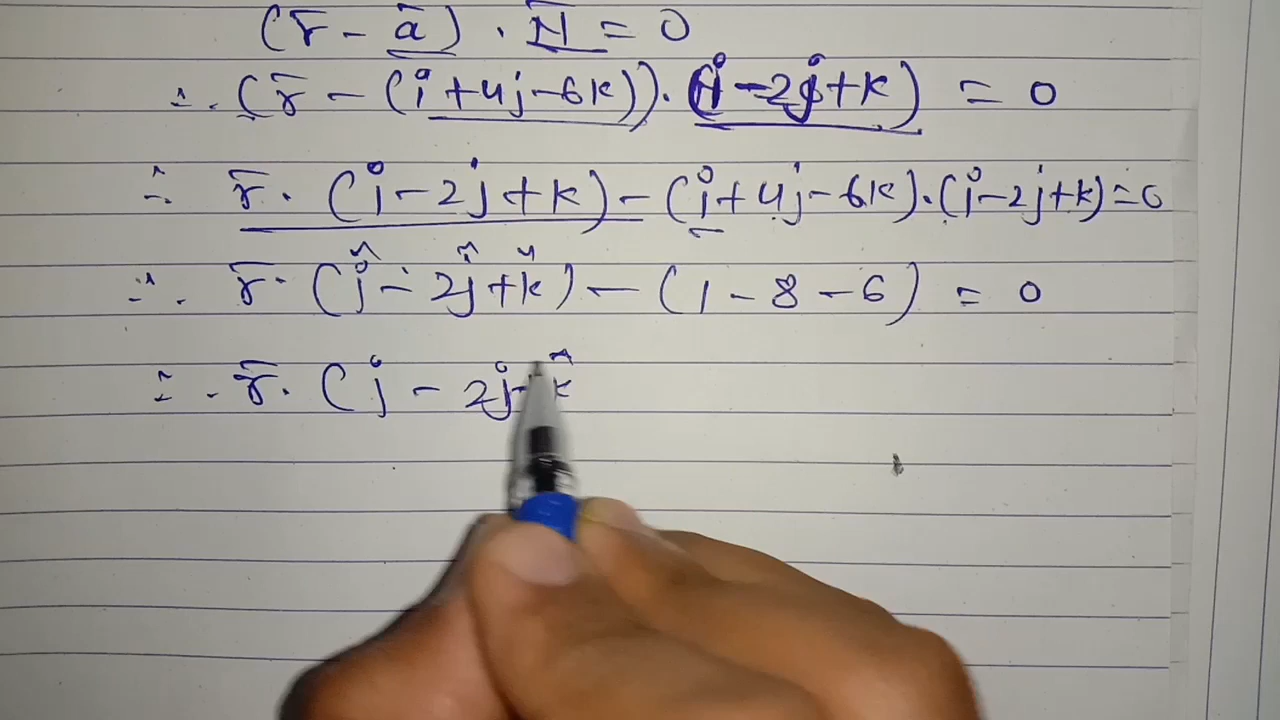 (r̄ - ā) . N̄ = 0
∴ (r̄ - (i + 4j - 6k)) . (i - 2j + k) = 0
∴ r̄ . (i - 2j + k) - (i + 4j - 6k) . (i - 2j + k) = 0
∴ r̄ . (î - 2ĵ + k̂) - (1 - 8 - 6) = 0
∴ r̄ . (i - 2j + k̂